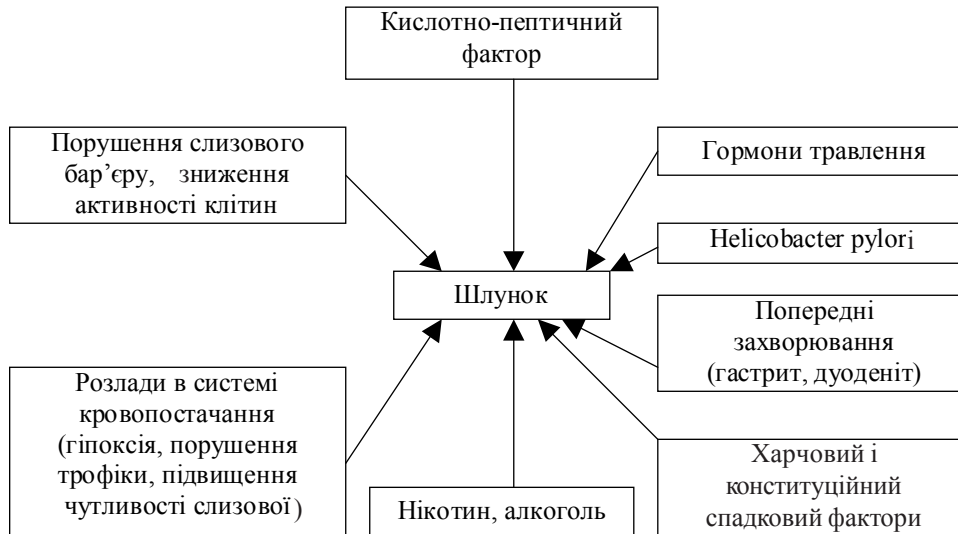 Кислотно-пептичний
фактор
Порушення слизового
бар’єру, зниження
активності клітин
Гормони травлення
Helicobacter pylori
Шлунок
Попередні
захворювання
(гастрит, дуоденіт)
Розлади в системі
кровопостачання
(гіпоксія, порушення
трофіки, підвищення
чутливості слизової)
Нікотин, алкоголь
Харчовий і
конституційний
спадковий фактори